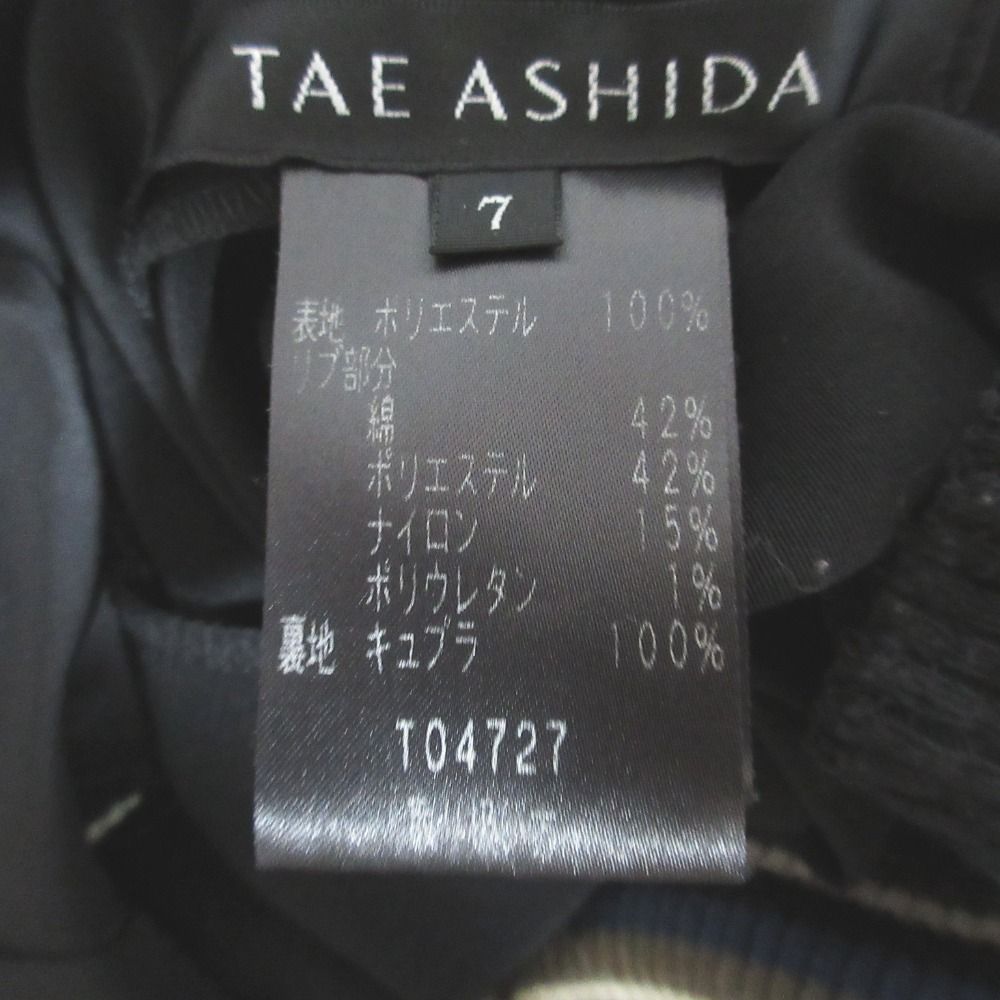 TAE ASHIDA
7
表地 ポリエステル 100%
リブ部分
綿 42%
ポリエステル 42%
ナイロン 15%
ポリウレタン 1%
裏地 キュプラ 100%
T04727